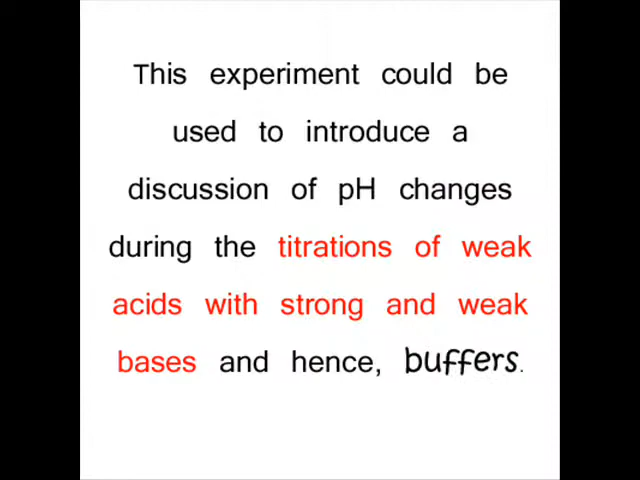 This experiment could be
used to introduce a
discussion of pH changes
during the titrations of weak
acids with strong and weak
bases and hence, buffers.